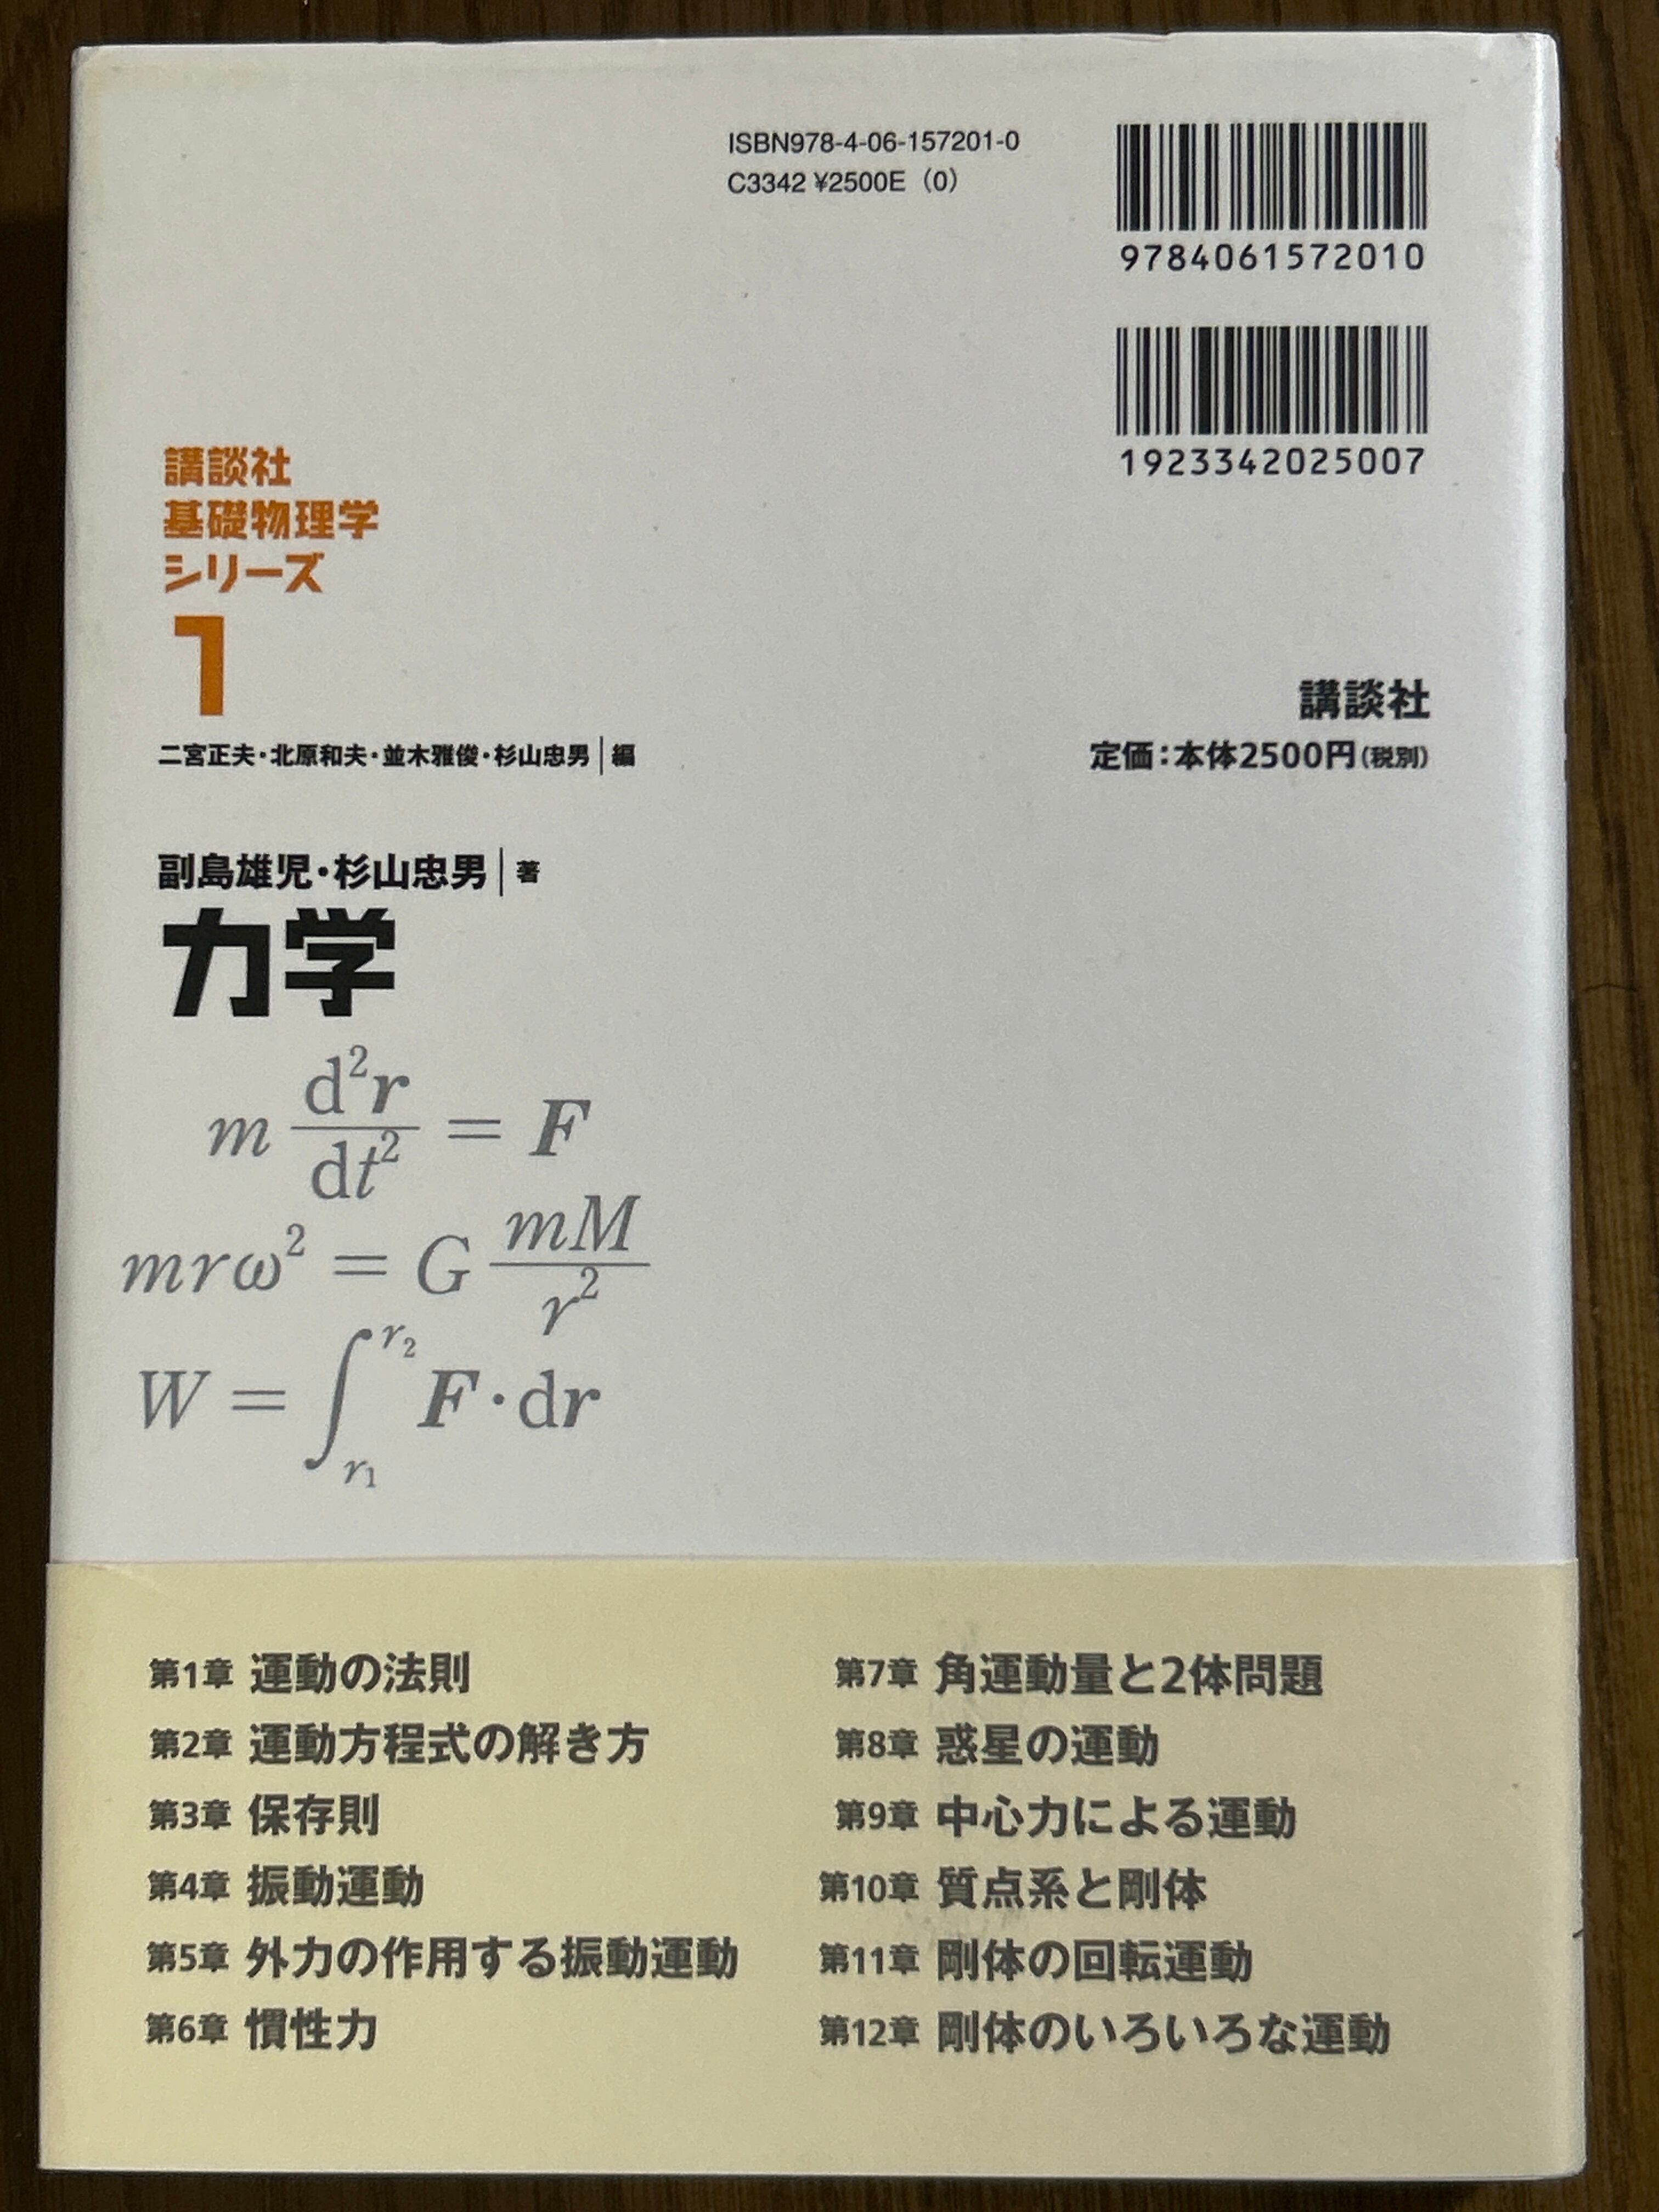 ISBN978-4-06-157201-0
C3342 ¥2500E (0)
9784061572010
1923342025007
講談社
基礎物理学
シリーズ
1
二宮正夫・北原和夫・並木雅俊・杉山忠男|編
講談社
定価:本体2500円(税別)
副島雄児・杉山忠男|著
力学
m d²r/dt² = F
mrω² = G mM/r²
W = ∫_{r₁}^{r₂} F・dr
第1章 運動の法則
第2章 運動方程式の解き方
第3章 保存則
第4章 振動運動
第5章 外力の作用する振動運動
第6章 慣性力
第7章 角運動量と2体問題
第8章 惑星の運動
第9章 中心力による運動
第10章 質点系と剛体
第11章 剛体の回転運動
第12章 剛体のいろいろな運動